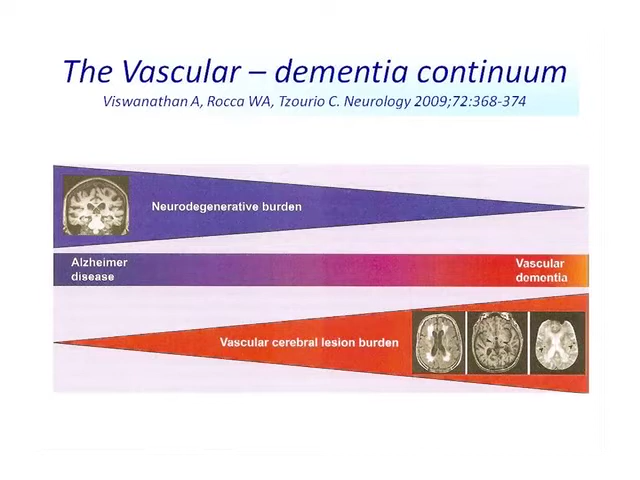 The Vascular – dementia continuum
Viswanathan A, Rocca WA, Tzourio C. Neurology 2009;72:368-374
Neurodegenerative burden
Alzheimer
disease
Vascular
dementia
Vascular cerebral lesion burden